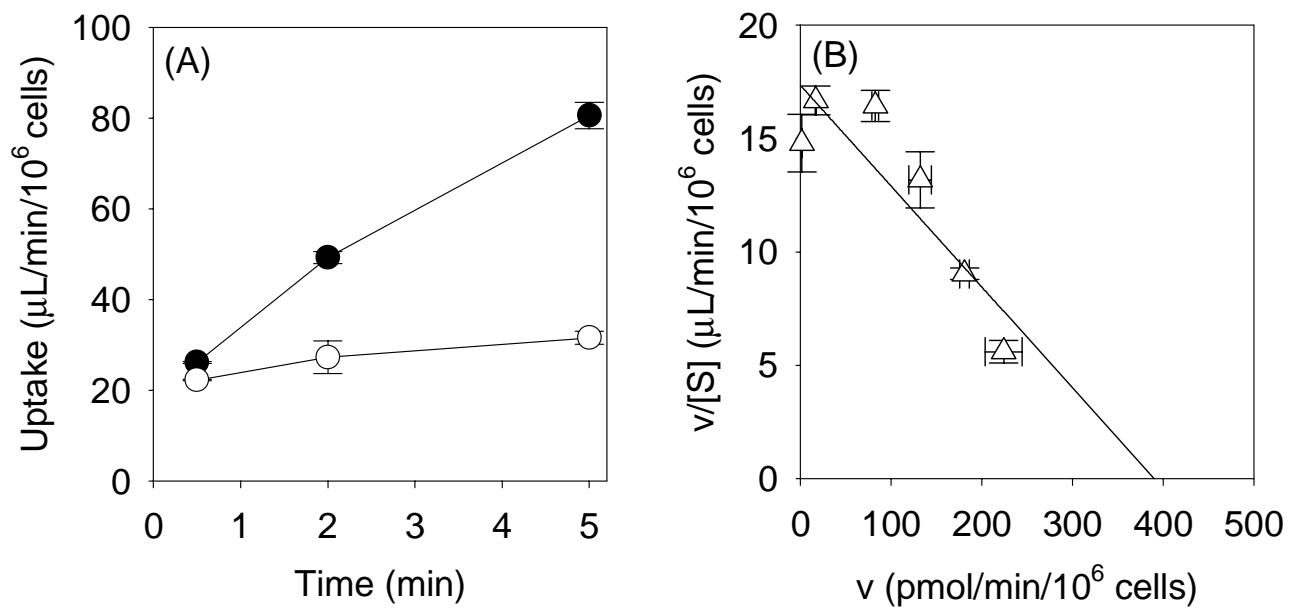 (A)
100
80
60
40
20
0
Uptake (μL/min/10⁶ cells)
0 1 2 3 4 5
Time (min)
(B)
20
15
10
5
0
v/[S] (μL/min/10⁶ cells)
0 100 200 300 400 500
v (pmol/min/10⁶ cells)